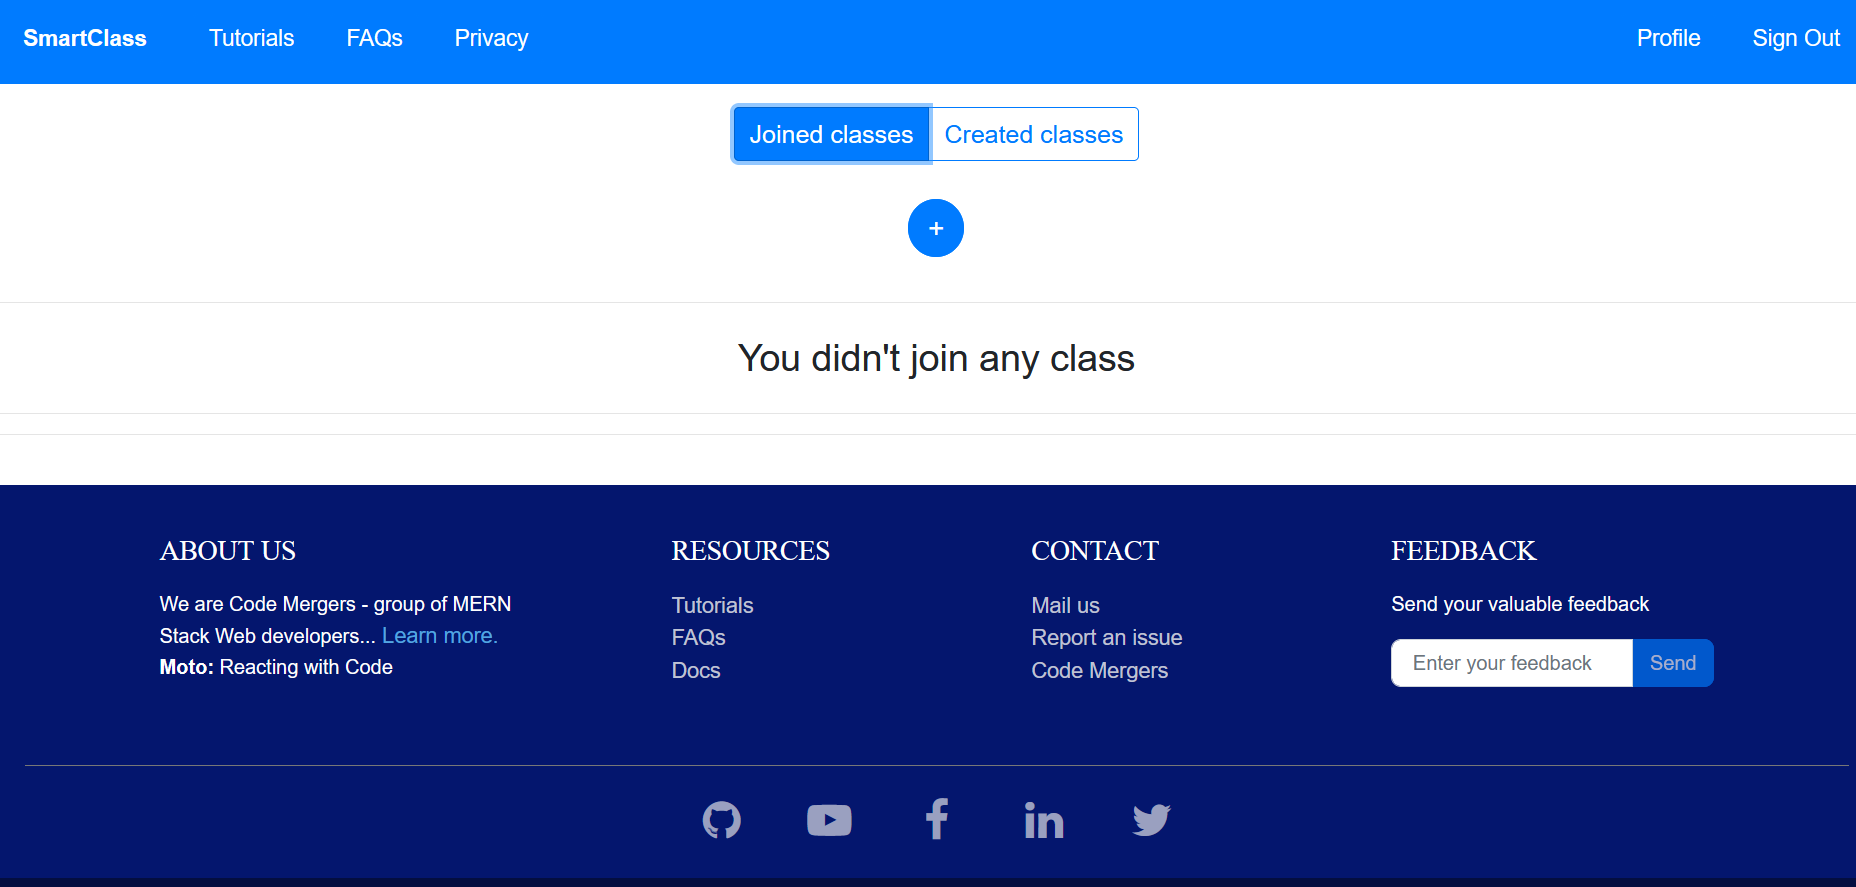 SmartClass Tutorials FAQs Privacy Profile Sign Out
Joined classes Created classes
+
You didn't join any class
ABOUT US
We are Code Mergers - group of MERN
Stack Web developers... Learn more.
Moto: Reacting with Code
RESOURCES
Tutorials
FAQs
Docs
CONTACT
Mail us
Report an issue
Code Mergers
FEEDBACK
Send your valuable feedback
Enter your feedback Send